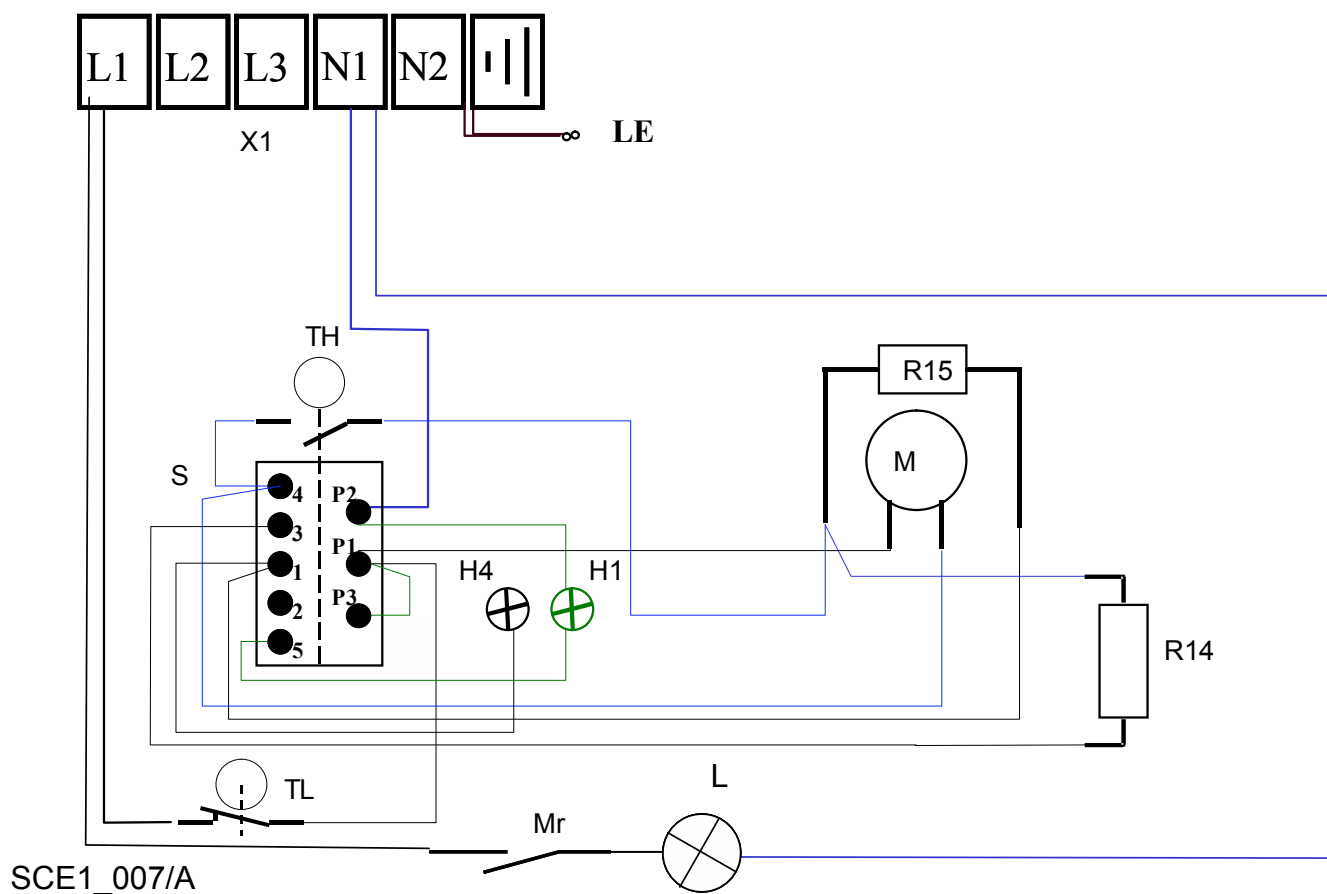 L1 L2 L3 N1 N2
X1
LE
TH
R15
M
S
4 P2
3
P1
1
H4 H1
2 P3
5
R14
L
TL
Mr
SCE1_007/A